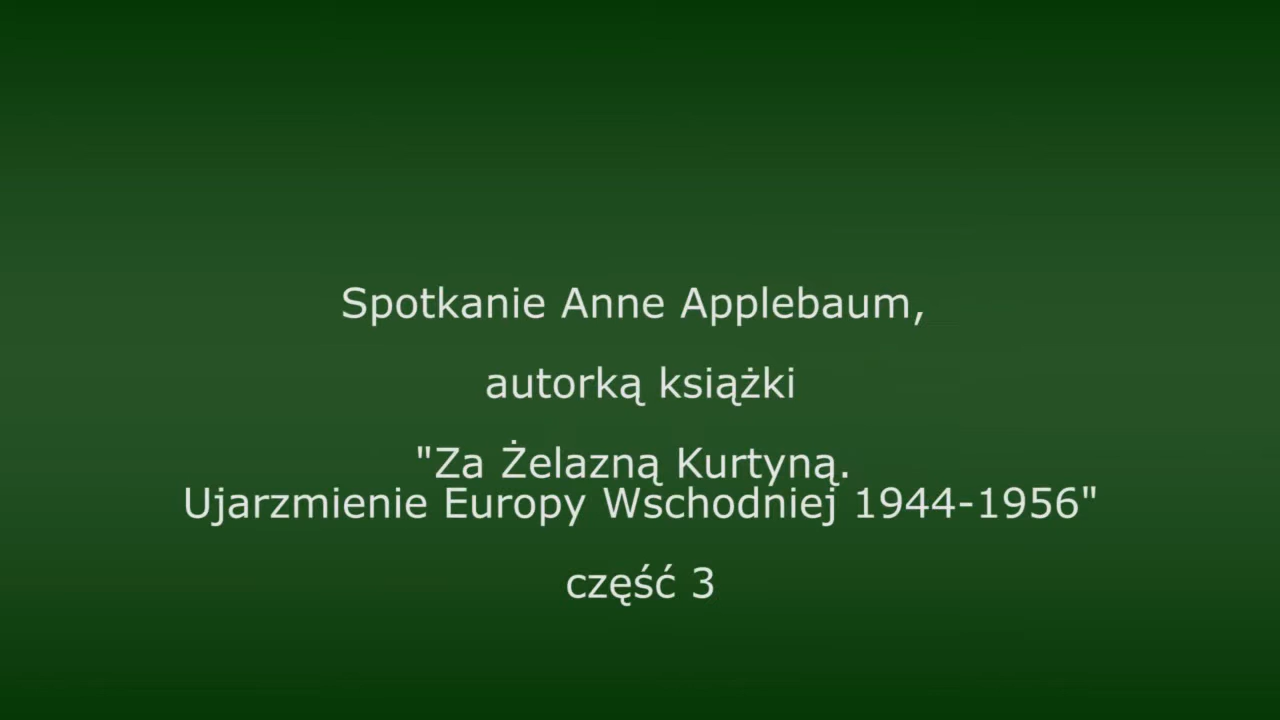 Spotkanie Anne Applebaum,
autorką książki
"Za Żelazną Kurtyną.
Ujarzmienie Europy Wschodniej 1944-1956"
część 3